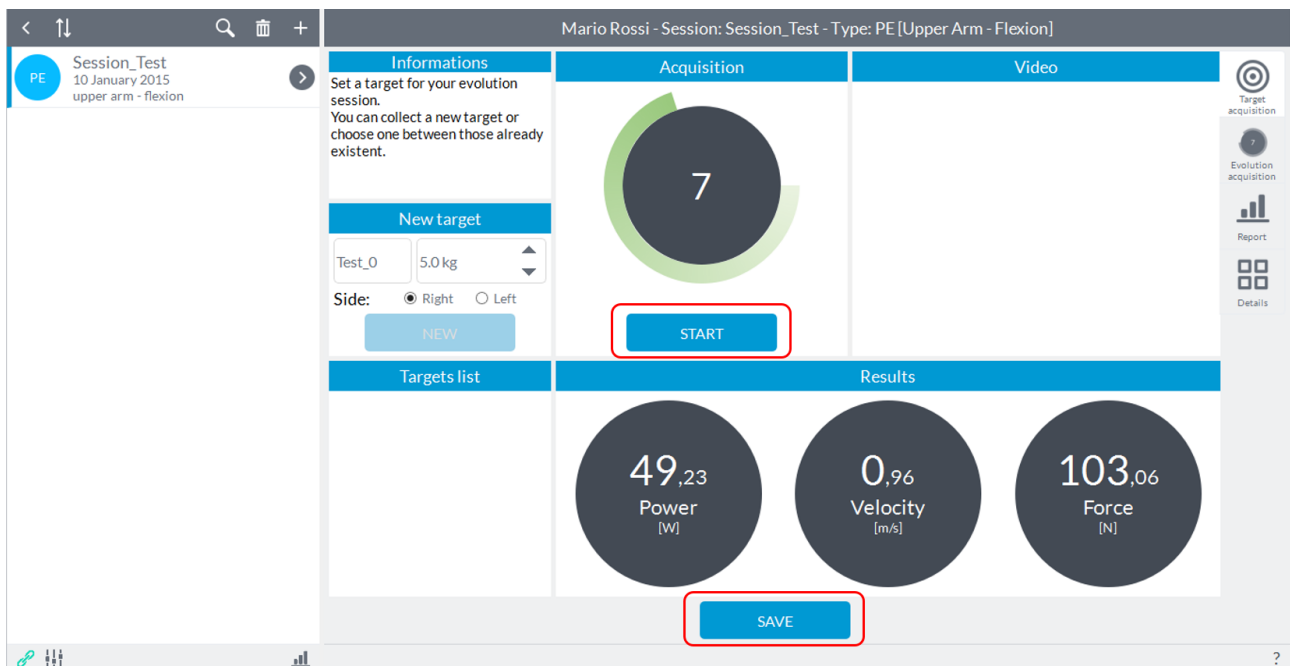 Mario Rossi - Session: Session_Test - Type: PE [Upper Arm - Flexion]
PE
Session_Test
10 January 2015
upper arm - flexion
Informations
Set a target for your evolution
session.
You can collect a new target or
choose one between those already
existent.
New target
Test_0
5.0 kg
Side:
Right
Left
NEW
Targets list
Acquisition
7
START
Video
Results
49,23
Power
[W]
0,96
Velocity
[m/s]
103,06
Force
[N]
SAVE
Target
acquisition
7
Evolution
acquisition
Report
Details
?